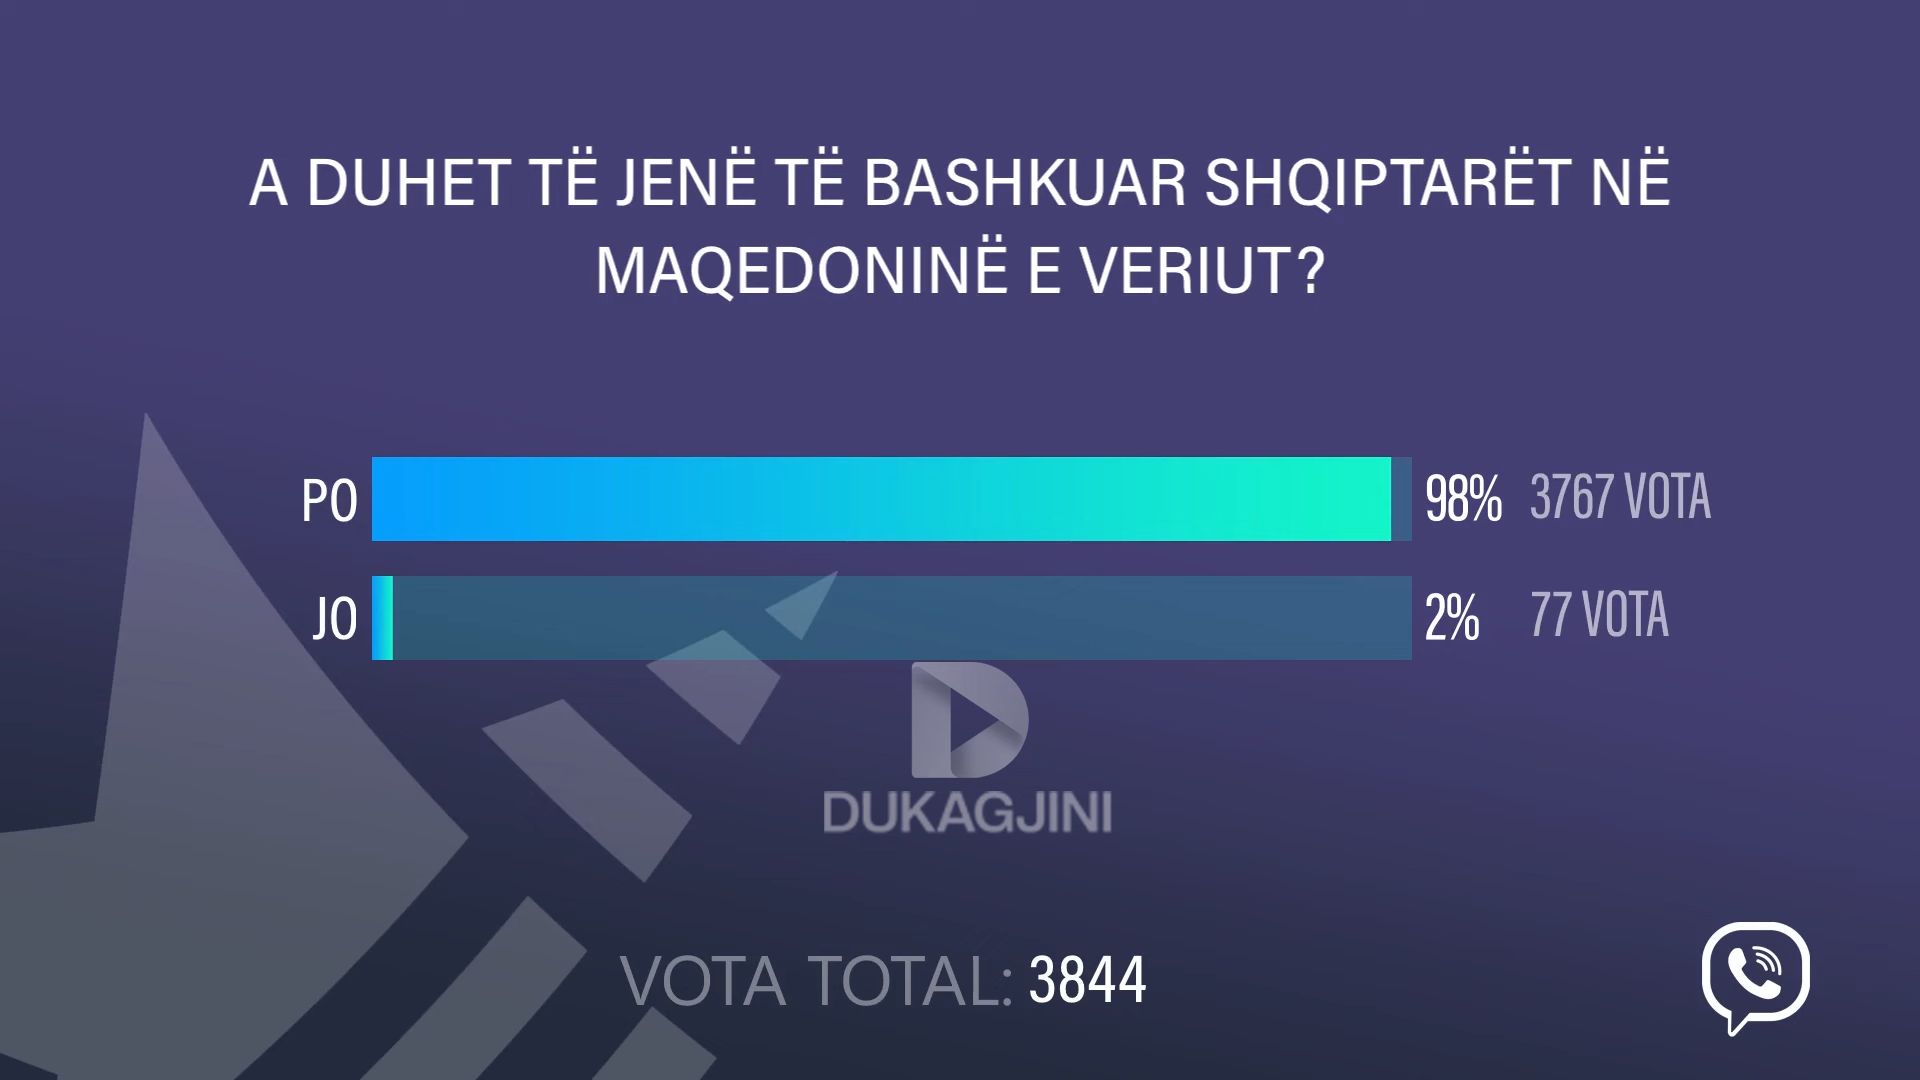 A DUHET TË JENË TË BASHKUAR SHQIPTARËT NË
MAQEDONINË E VERIUT?
PO 98% 3767 VOTA
JO 2% 77 VOTA
DUKAGJINI
VOTA TOTAL: 3844